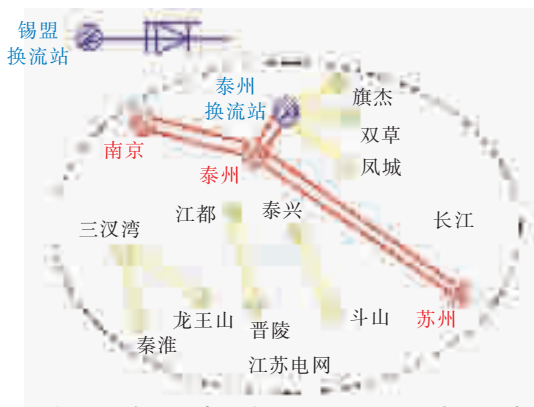 锡盟
换流站
泰州
换流站
旗杰
双草
凤城
南京
泰州
江都
泰兴
长江
三汊湾
龙王山
晋陵
斗山
苏州
秦淮
江苏电网